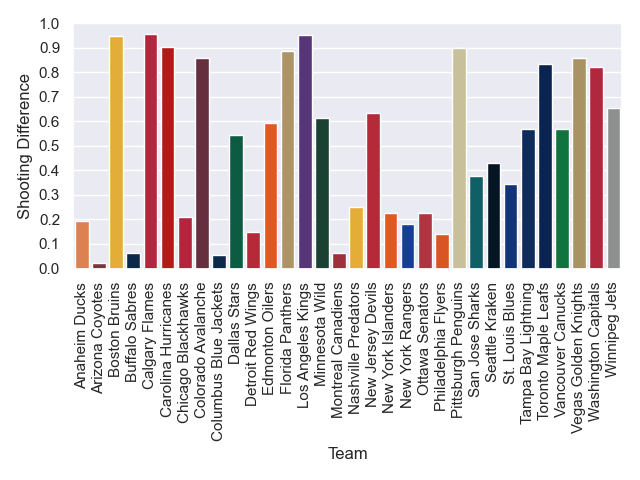 Shooting Difference
1.0
0.9
0.8
0.7
0.6
0.5
0.4
0.3
0.2
0.1
0.0
Anaheim Ducks
Arizona Coyotes
Boston Bruins
Buffalo Sabres
Calgary Flames
Carolina Hurricanes
Chicago Blackhawks
Colorado Avalanche
Columbus Blue Jackets
Dallas Stars
Detroit Red Wings
Edmonton Oilers
Florida Panthers
Los Angeles Kings
Minnesota Wild
Montreal Canadiens
Nashville Predators
New Jersey Devils
New York Islanders
New York Rangers
Ottawa Senators
Philadelphia Flyers
Pittsburgh Penguins
San Jose Sharks
Seattle Kraken
St. Louis Blues
Tampa Bay Lightning
Toronto Maple Leafs
Vancouver Canucks
Vegas Golden Knights
Washington Capitals
Winnipeg Jets
Team